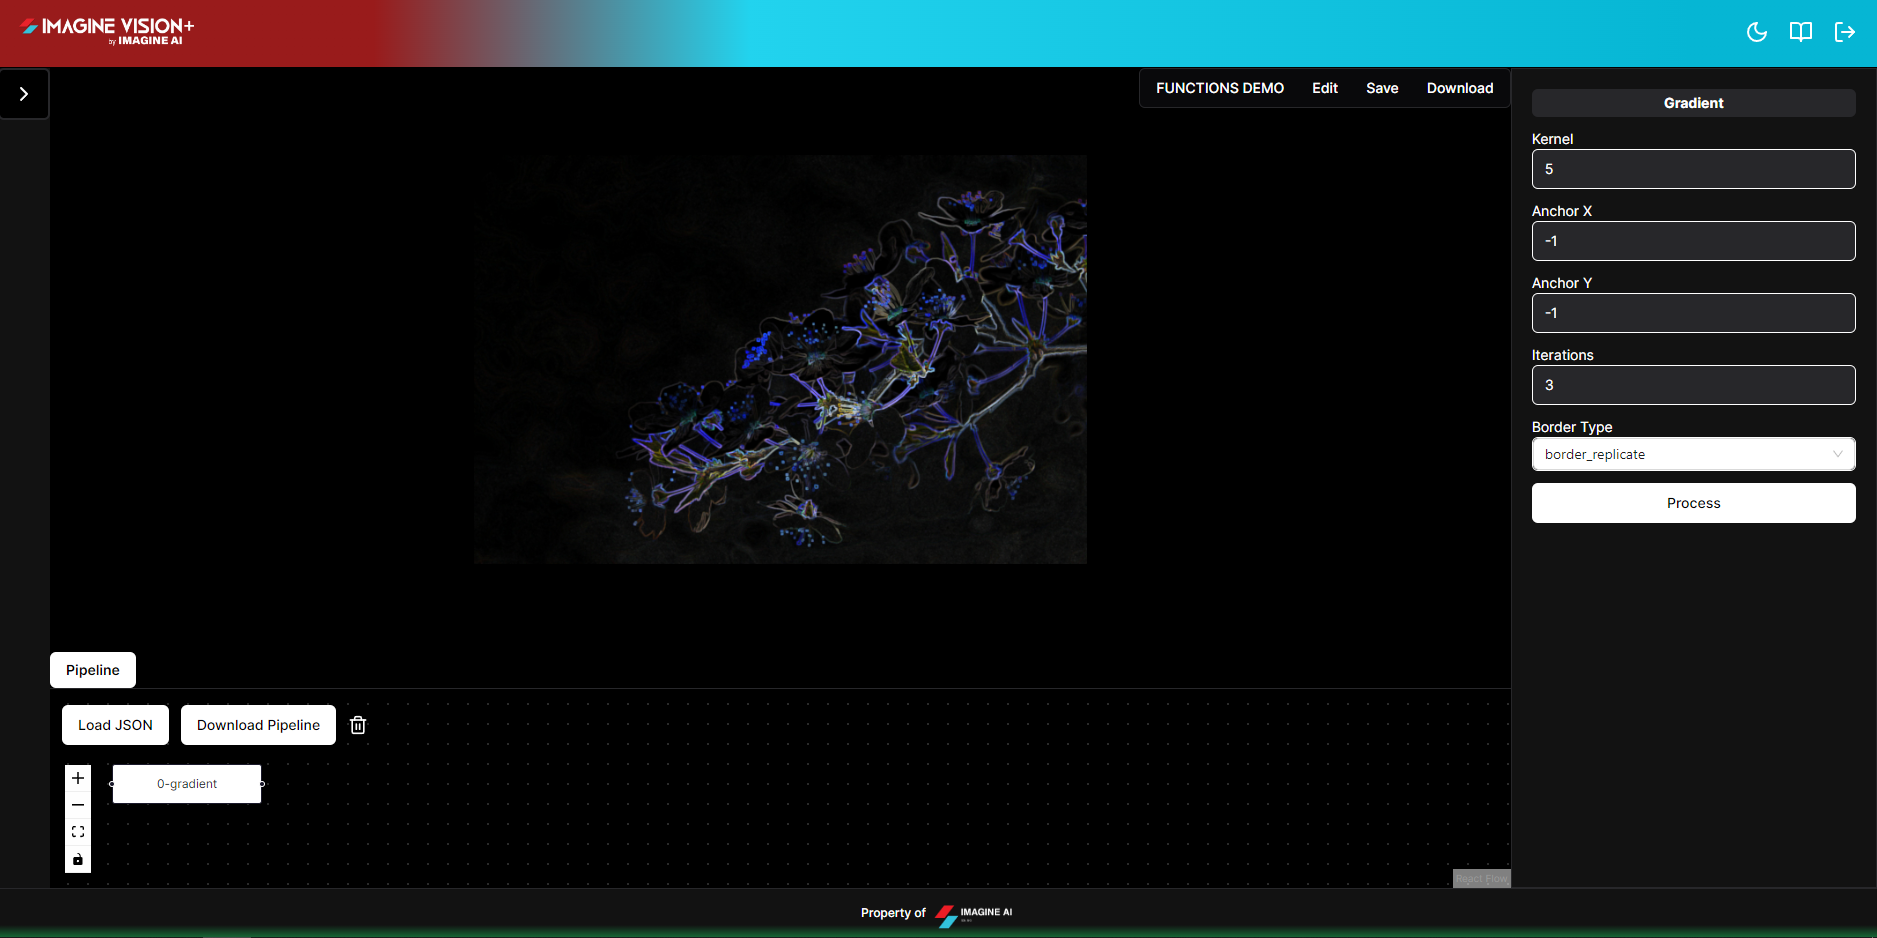 IMAGINE VISION+
by IMAGINE AI
FUNCTIONS DEMO Edit Save Download
Gradient
Kernel
5
Anchor X
-1
Anchor Y
-1
Iterations
3
Border Type
border_replicate
Process
Pipeline
Load JSON Download Pipeline
0-gradient
React Flow
Property of IMAGINE AI